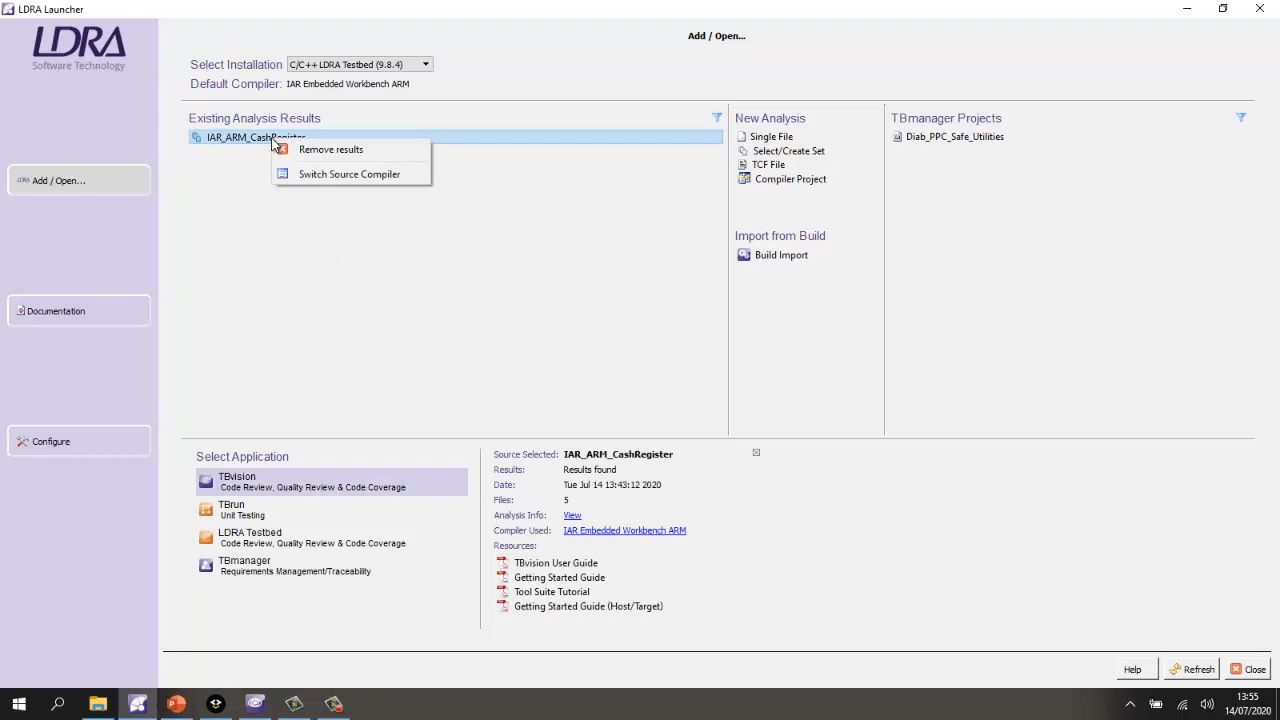 LDRA Launcher
LDRA
Software Technology
LDRA Add / Open...
Documentation
Configure
Add / Open...
Select Installation C/C++ LDRA Testbed (9.8.4)
Default Compiler: IAR Embedded Workbench ARM
Existing Analysis Results
IAR_ARM_CashRegister
Remove results
Switch Source Compiler
New Analysis
Single File
Select/Create Set
TCF File
Compiler Project
Import from Build
Build Import
TBmanager Projects
Diab_PPC_Safe_Utilities
Select Application
TBvision
Code Review, Quality Review & Code Coverage
TBrun
Unit Testing
LDRA Testbed
Code Review, Quality Review & Code Coverage
TBmanager
Requirements Management/Traceability
Source Selected: IAR_ARM_CashRegister
Results: Results found
Date: Tue Jul 14 13:43:12 2020
Files: 5
Analysis Info: View
Compiler Used: IAR Embedded Workbench ARM
Resources:
TBvision User Guide
Getting Started Guide
Tool Suite Tutorial
Getting Started Guide (Host/Target)
Help Refresh Close
13:55
14/07/2020